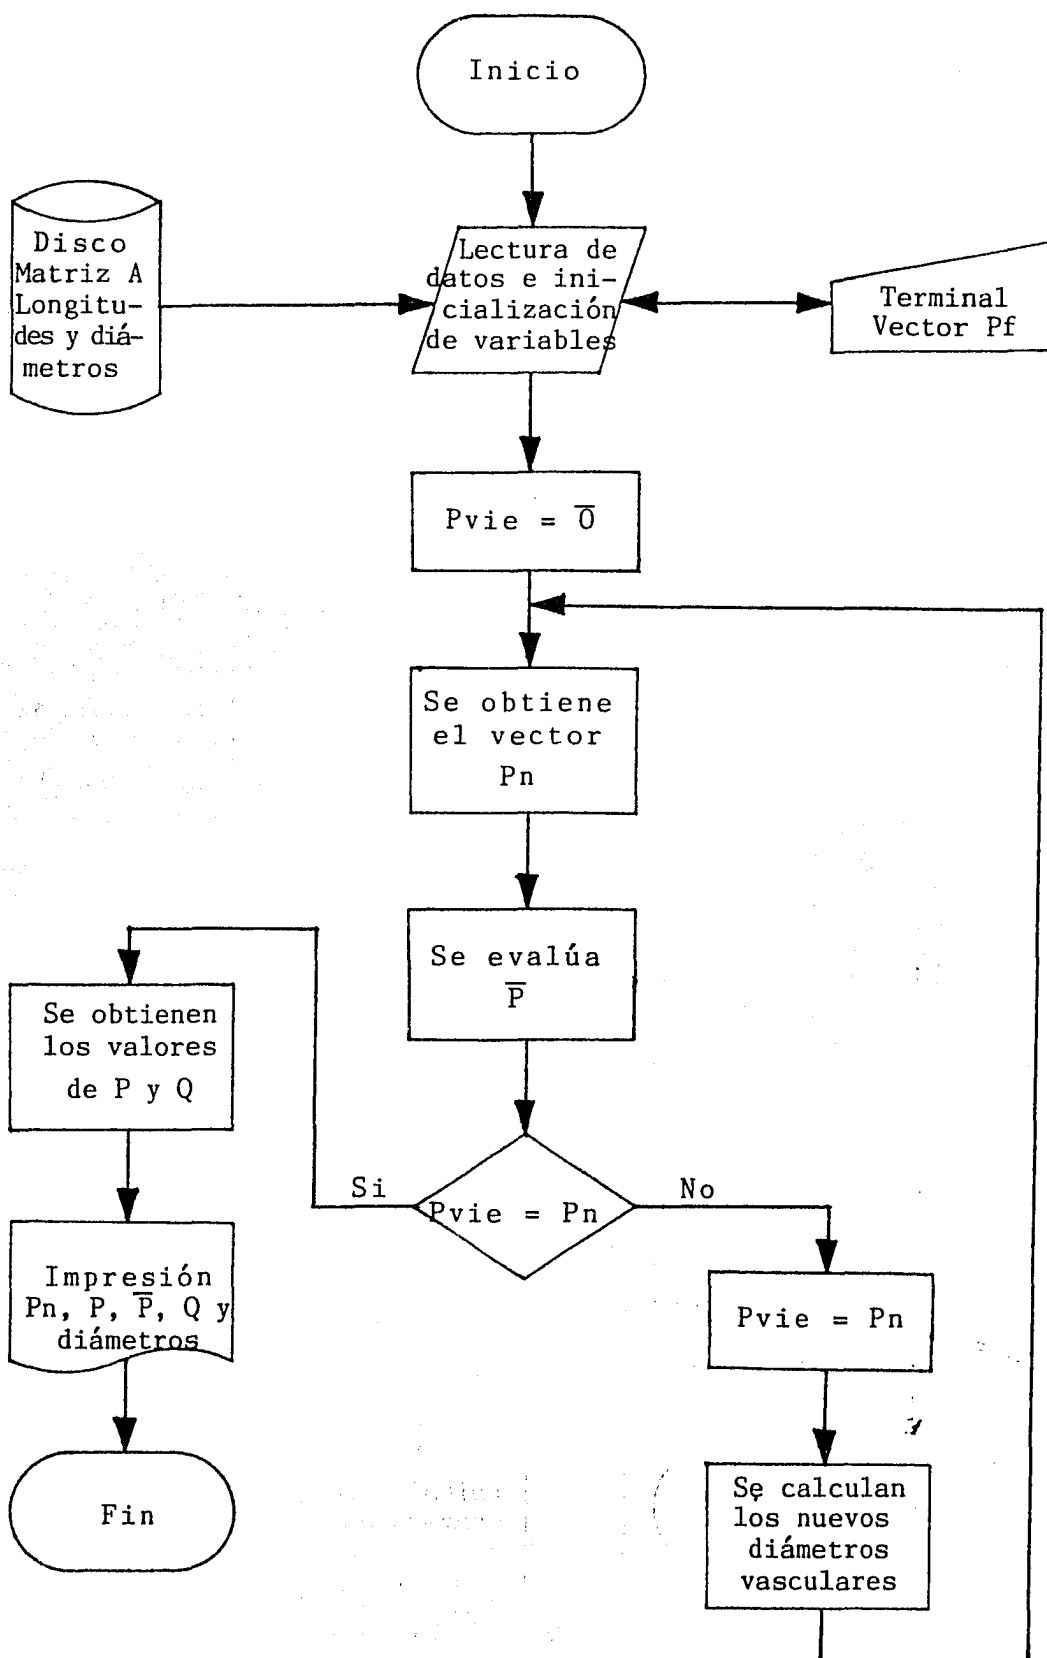 Inicio
Disco
Matriz A
Longitu-
des y diá-
metros
Lectura de
datos e ini-
cialización
de variables
Terminal
Vector Pf
Pvie = O̅
Se obtiene
el vector
Pn
Se evalúa
P̅
Pvie = Pn
Si
No
Se obtienen
los valores
de P y Q
Impresión
Pn, P, P̅, Q y
diámetros
Fin
Pvie = Pn
Se calculan
los nuevos
diámetros
vasculares